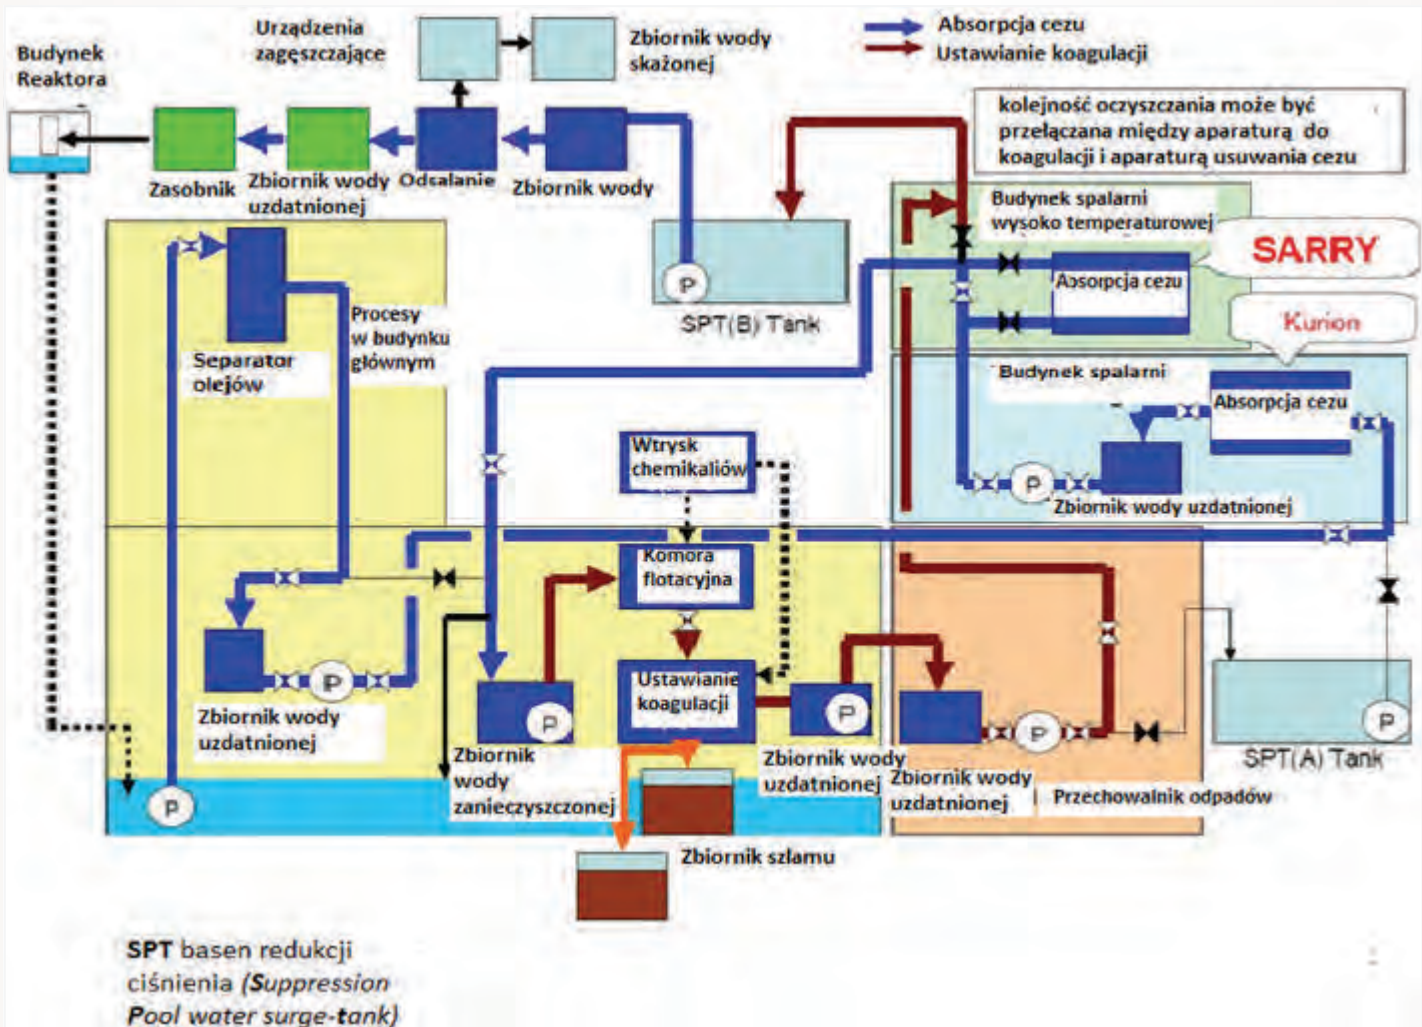 Budynek
Reaktora
Urządzenia
zagęszczające
Zbiornik wody
skażonej
Absorpcja cezu
Ustawianie koagulacji
kolejność oczyszczania może być
przełączana między aparaturą do
koagulacji i aparaturą usuwania cezu
Zasobnik
Zbiornik wody
uzdatnionej
Odsalanie
Zbiornik wody
Budynek spalarni
wysoko temperaturowej
SARRY
Absorpcja cezu
P
SPT(B) Tank
Kurion
Procesy
w budynku
głównym
Separator
olejów
Budynek spalarni
Absorpcja cezu
Wtrysk
chemikaliów
P
Zbiornik wody uzdatnionej
Komora
flotacyjna
Ustawianie
koagulacji
P
P
P
P
P
Zbiornik wody
uzdatnionej
Zbiornik
wody
zanieczyszczonej
Zbiornik wody
uzdatnionej
Zbiornik wody
uzdatnionej
SPT(A) Tank
Przechowalnik odpadów
P
Zbiornik szlamu
SPT basen redukcji
ciśnienia (Suppression
Pool water surge-tank)